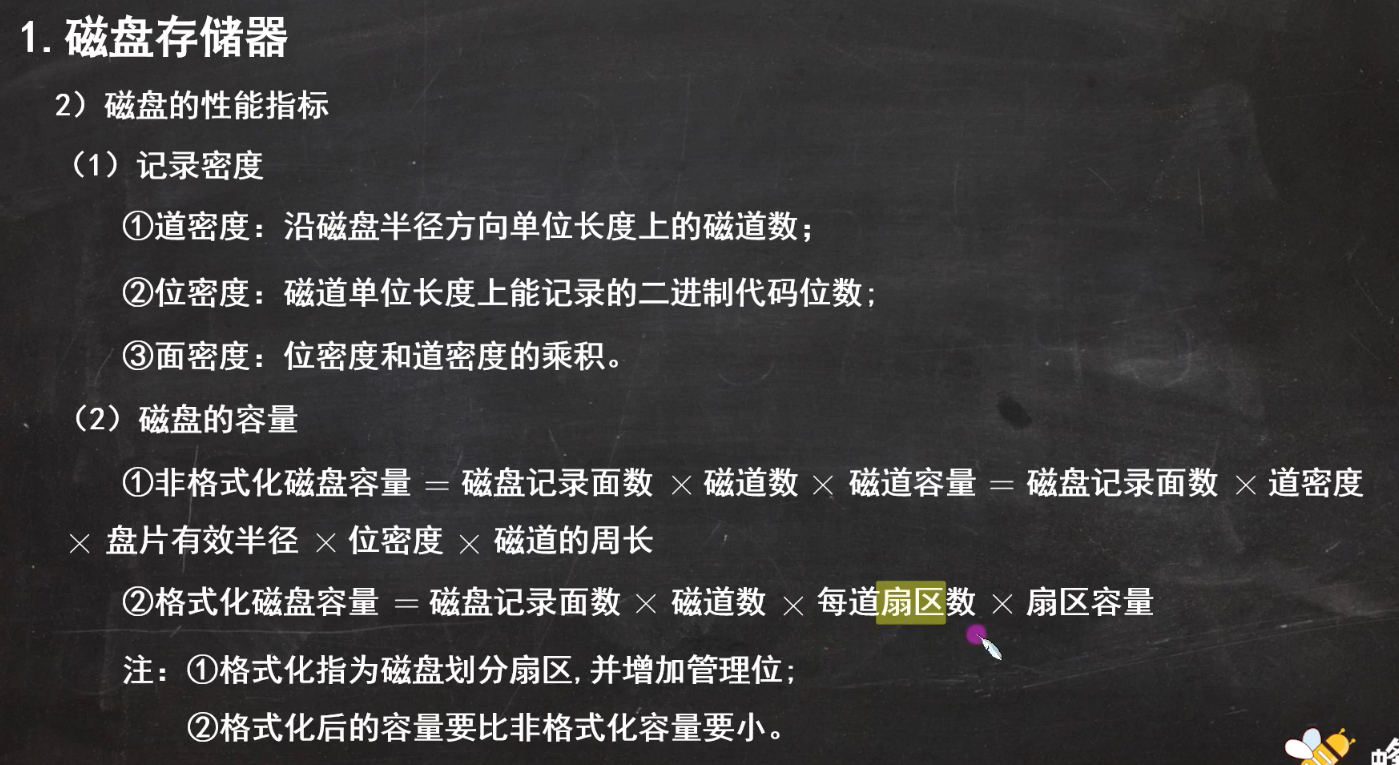 1.磁盘存储器
2）磁盘的性能指标
（1）记录密度
①道密度：沿磁盘半径方向单位长度上的磁道数；
②位密度：磁道单位长度上能记录的二进制代码位数；
③面密度：位密度和道密度的乘积。
（2）磁盘的容量
①非格式化磁盘容量 = 磁盘记录面数 × 磁道数 × 磁道容量 = 磁盘记录面数 × 道密度
× 盘片有效半径 × 位密度 × 磁道的周长
②格式化磁盘容量 = 磁盘记录面数 × 磁道数 × 每道扇区数 × 扇区容量
注：①格式化指为磁盘划分扇区,并增加管理位；
②格式化后的容量要比非格式化容量要小。